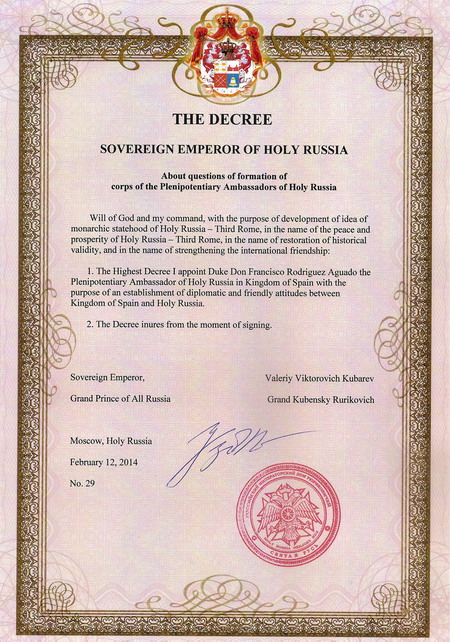 THE DECREE
SOVEREIGN EMPEROR OF HOLY RUSSIA
About questions of formation of
corps of the Plenipotentiary Ambassadors of Holy Russia
Will of God and my command, with the purpose of development of idea of
monarchic statehood of Holy Russia – Third Rome, in the name of the peace and
prosperity of Holy Russia – Third Rome, in the name of restoration of historical
validity, and in the name of strengthening the international friendship:
1. The Highest Decree I appoint Duke Don Francisco Rodriguez Aguado the
Plenipotentiary Ambassador of Holy Russia in Kingdom of Spain with the
purpose of an establishment of diplomatic and friendly attitudes between
Kingdom of Spain and Holy Russia.
2. The Decree inures from the moment of signing.
Sovereign Emperor, Valeriy Viktorovich Kubarev
Grand Prince of All Russia Grand Kubensky Rurikovich
Moscow, Holy Russia
February 12, 2014
No. 29
СВЯТАЯ РУСЬ